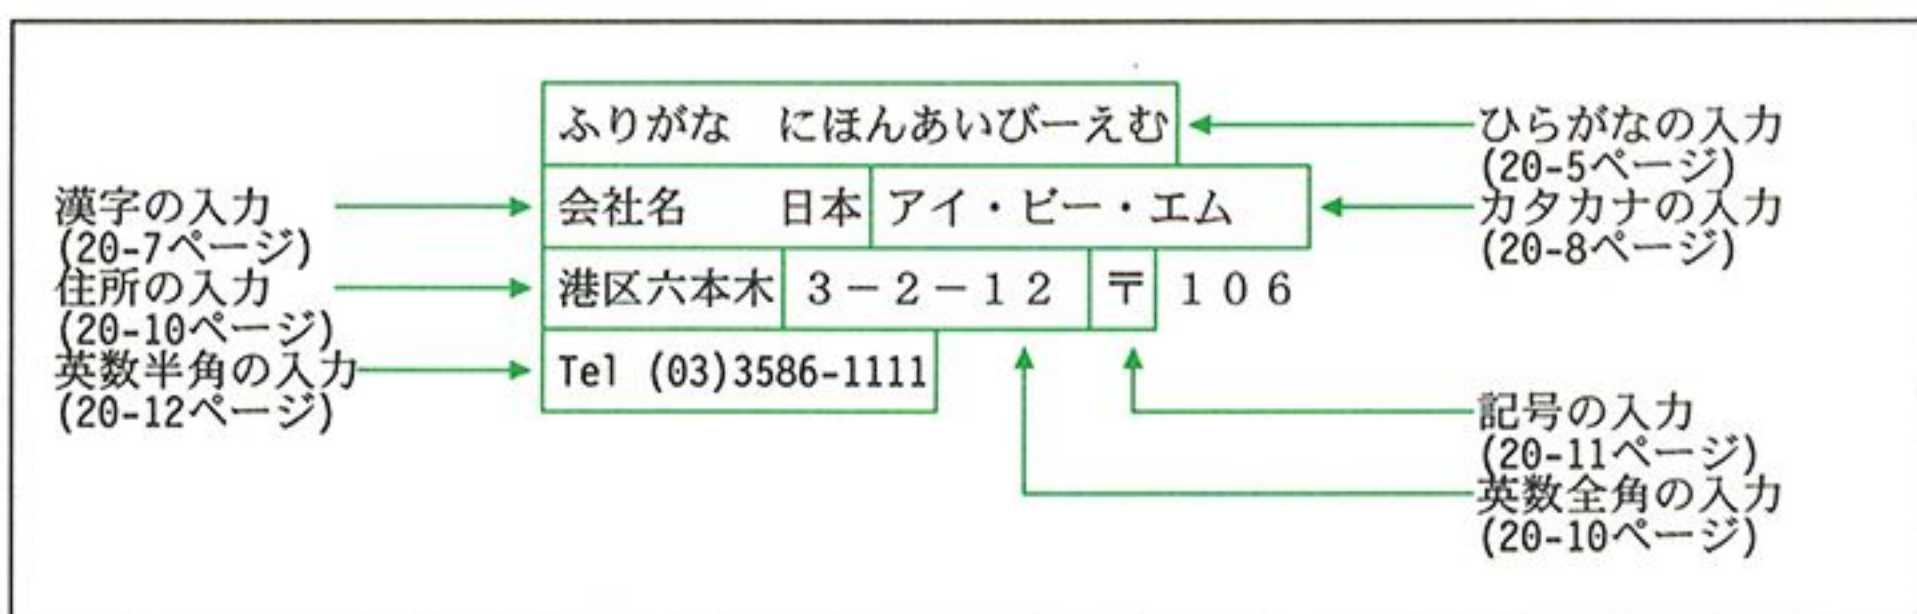 ふりがな　にほんあいびーえむ
会社名　　日本アイ・ビー・エム
港区六本木３－２－１２〒１０６
Tel (03)3586-1111
漢字の入力
(20-7ページ)
住所の入力
(20-10ページ)
英数半角の入力
(20-12ページ)
ひらがなの入力
(20-5ページ)
カタカナの入力
(20-8ページ)
記号の入力
(20-11ページ)
英数全角の入力
(20-10ページ)